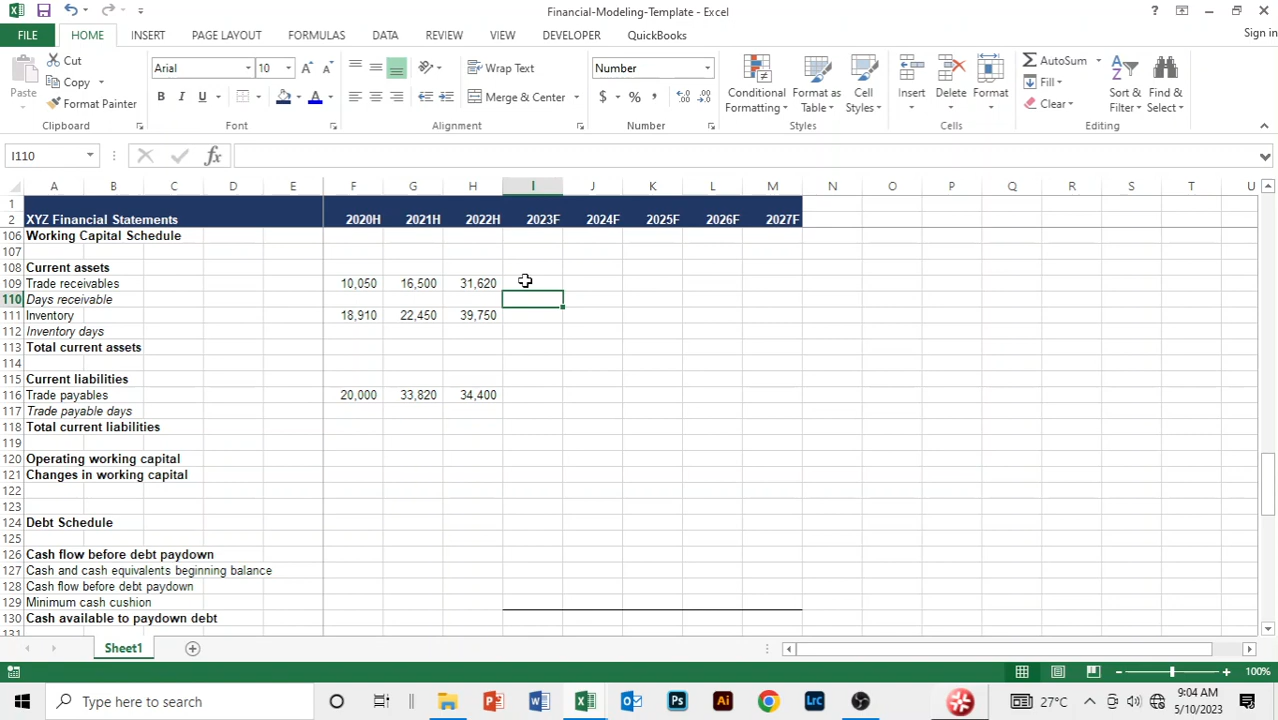 Financial-Modeling-Template - Excel
Sign in
FILE HOME INSERT PAGE LAYOUT FORMULAS DATA REVIEW VIEW DEVELOPER QuickBooks
Paste
Cut
Copy
Format Painter
Clipboard
Arial 10
B I U
Font
Wrap Text
Merge & Center
Alignment
Number
$ % ,
Number
Conditional Formatting
Format as Table
Cell Styles
Styles
Insert Delete Format
Cells
AutoSum
Fill
Clear
Sort & Filter
Find & Select
Editing
I110
fx
A B C D E F G H I J K L M N O P Q R S T U
1
2 XYZ Financial Statements 2020H 2021H 2022H 2023F 2024F 2025F 2026F 2027F
106 Working Capital Schedule
107
108 Current assets
109 Trade receivables 10,050 16,500 31,620
110 Days receivable
111 Inventory 18,910 22,450 39,750
112 Inventory days
113 Total current assets
114
115 Current liabilities
116 Trade payables 20,000 33,820 34,400
117 Trade payable days
118 Total current liabilities
119
120 Operating working capital
121 Changes in working capital
122
123
124 Debt Schedule
125
126 Cash flow before debt paydown
127 Cash and cash equivalents beginning balance
128 Cash flow before debt paydown
129 Minimum cash cushion
130 Cash available to paydown debt
131
Sheet1
100%
Type here to search
Ps Ai Lrc
27°C
9:04 AM
5/10/2023